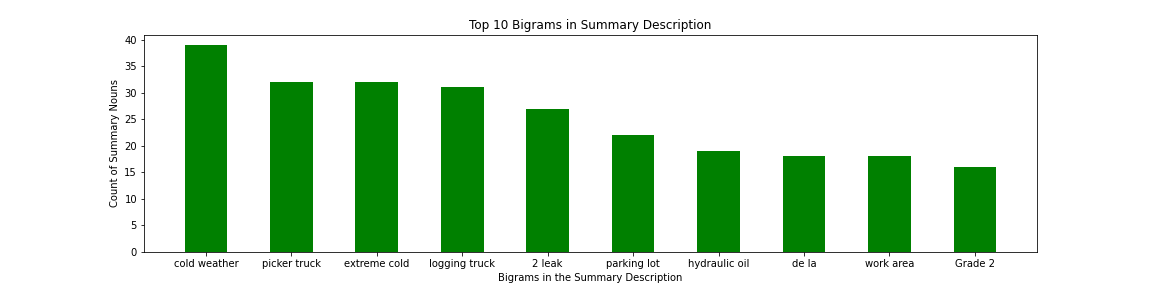 Top 10 Bigrams in Summary Description
Count of Summary Nouns
40
35
30
25
20
15
10
5
0
cold weather picker truck extreme cold logging truck 2 leak parking lot hydraulic oil de la work area Grade 2
Bigrams in the Summary Description